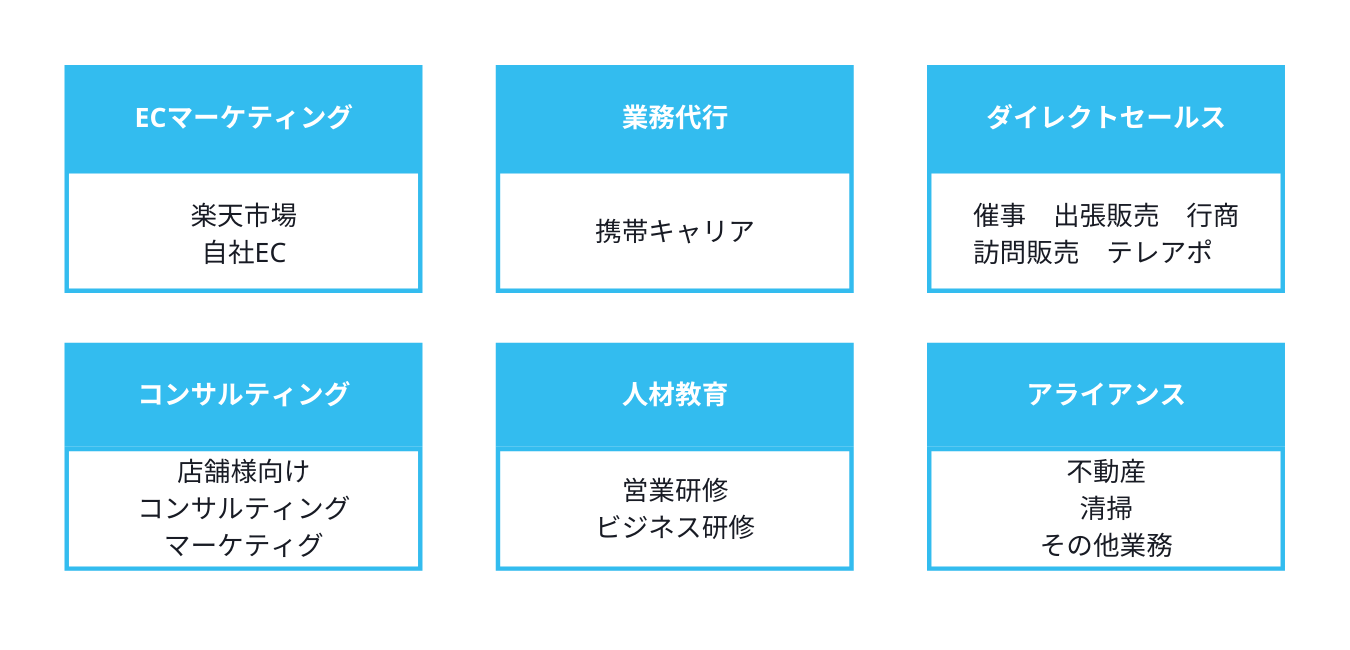 ECマーケティング
楽天市場
自社EC
業務代行
携帯キャリア
ダイレクトセールス
催事　出張販売　行商
訪問販売　テレアポ
コンサルティング
店舗様向け
コンサルティング
マーケティグ
人材教育
営業研修
ビジネス研修
アライアンス
不動産
清掃
その他業務